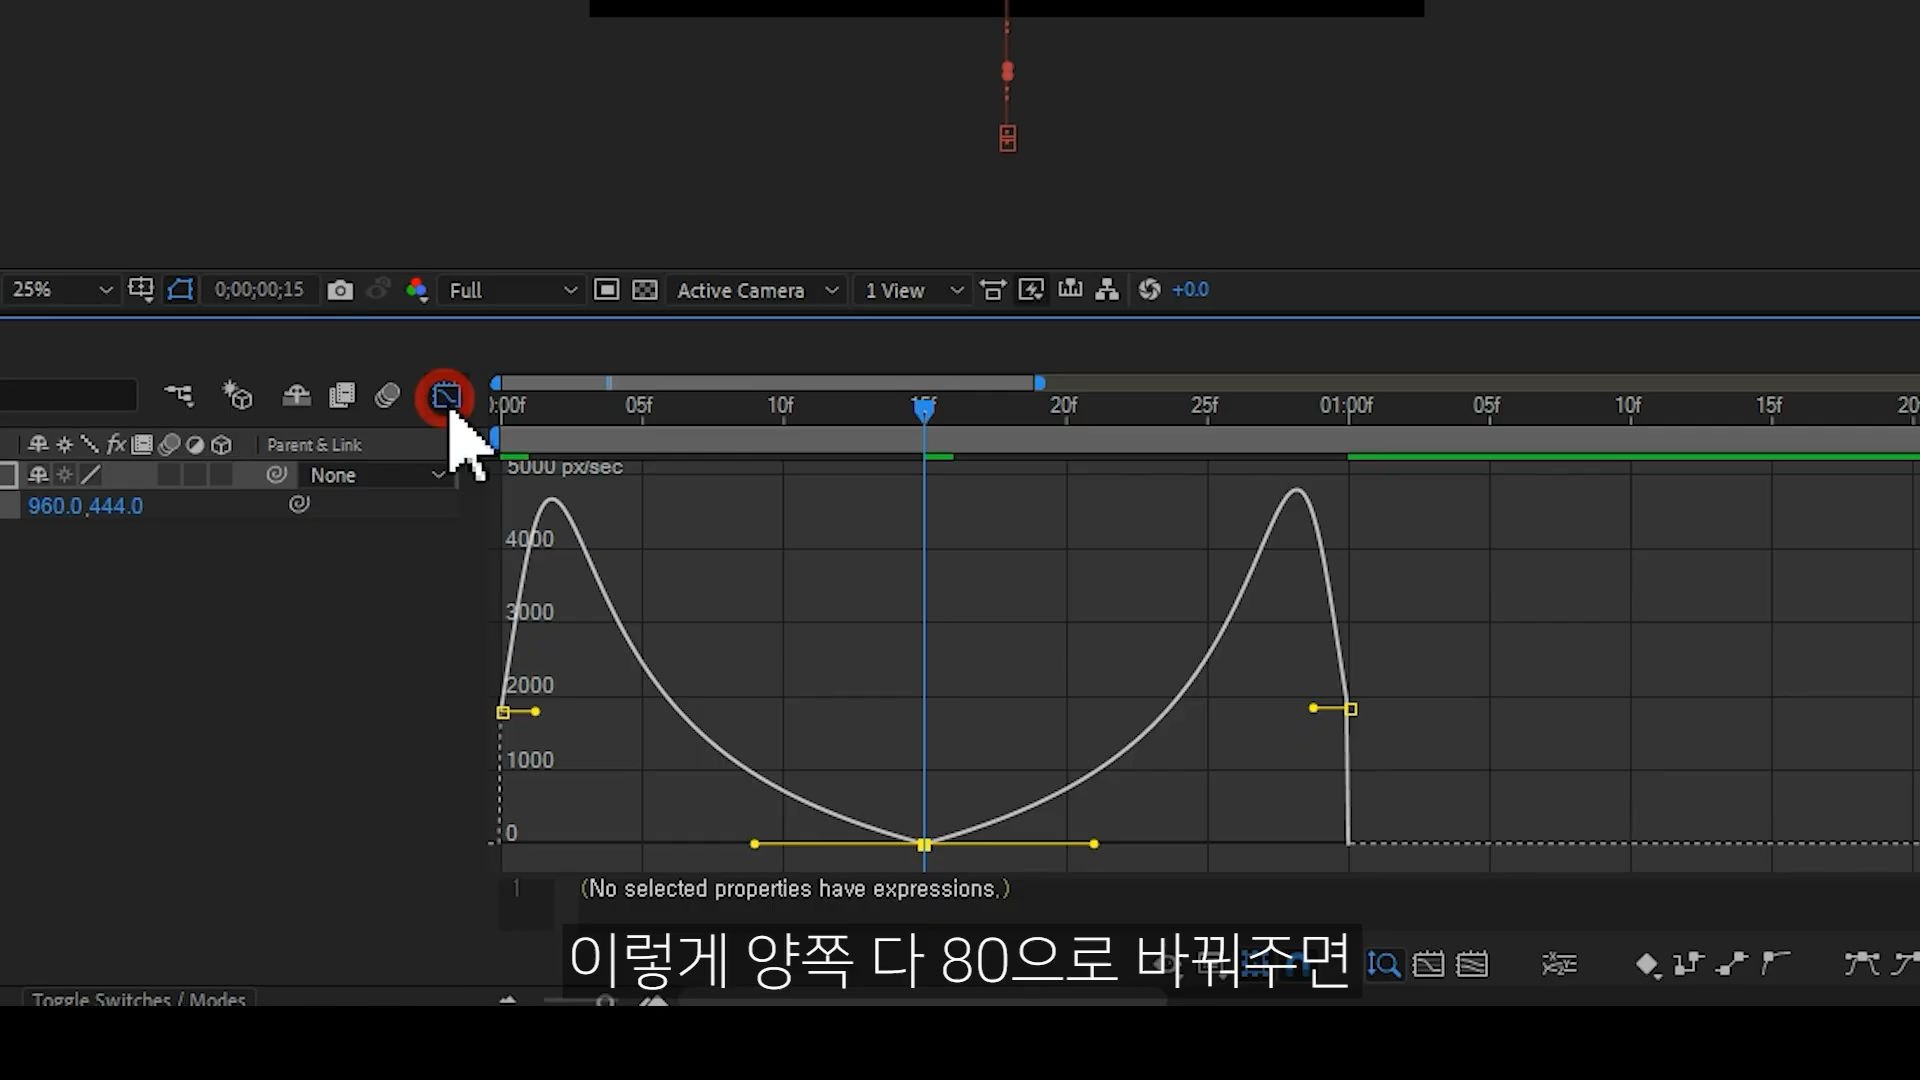 25%
0;00;00;15
Full
Active Camera
1 View
+0.0
):00f 05f 10f 15f 20f 25f 01:00f 05f 10f 15f 20
fx
Parent & Link
None
960.0,444.0
5000 px/sec
4000
3000
2000
1000
0
1
(No selected properties have expressions.)
이렇게 양쪽 다 80으로 바꿔주면
Toggle Switches / Modes